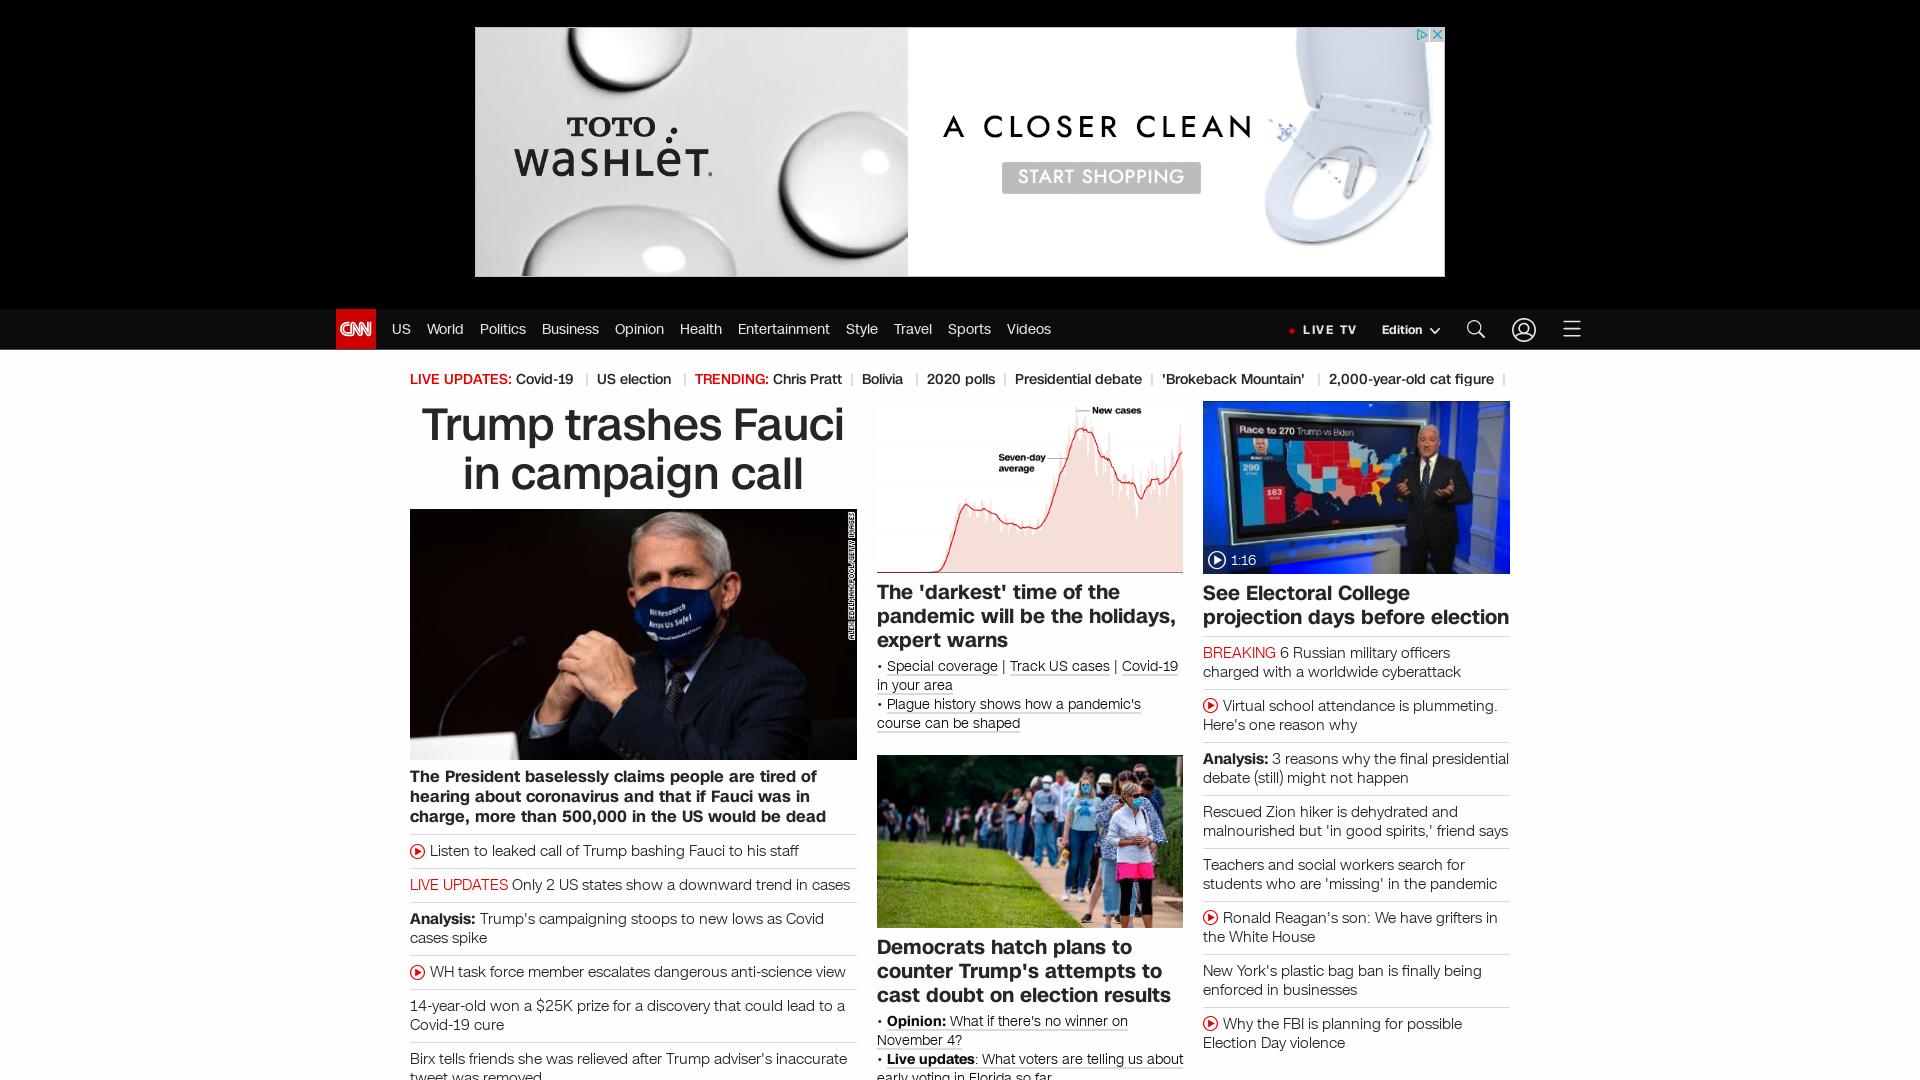 TOTO
WASHLET
A CLOSER CLEAN
START SHOPPING
CNN
US World Politics Business Opinion Health Entertainment Style Travel Sports Videos
LIVE TV Edition
LIVE UPDATES: Covid-19 US election TRENDING: Chris Pratt Bolivia 2020 polls Presidential debate 'Brokeback Mountain' 2,000-year-old cat figure
Trump trashes Fauci
in campaign call
ALEX EDELMAN/POOL/GETTY IMAGES
NIH Research
Keeps Us Safe!
The President baselessly claims people are tired of
hearing about coronavirus and that if Fauci was in
charge, more than 500,000 in the US would be dead
Listen to leaked call of Trump bashing Fauci to his staff
LIVE UPDATES Only 2 US states show a downward trend in cases
Analysis: Trump's campaigning stoops to new lows as Covid
cases spike
WH task force member escalates dangerous anti-science view
14-year-old won a $25K prize for a discovery that could lead to a
Covid-19 cure
Birx tells friends she was relieved after Trump adviser's inaccurate
tweet was removed
New cases
Seven-day
average
The 'darkest' time of the
pandemic will be the holidays,
expert warns
• Special coverage | Track US cases | Covid-19
in your area
• Plague history shows how a pandemic's
course can be shaped
Democrats hatch plans to
counter Trump's attempts to
cast doubt on election results
• Opinion: What if there's no winner on
November 4?
• Live updates: What voters are telling us about
early voting in Florida so far
Race to 270 Trump vs Biden
290
163
1:16
See Electoral College
projection days before election
BREAKING 6 Russian military officers
charged with a worldwide cyberattack
Virtual school attendance is plummeting.
Here's one reason why
Analysis: 3 reasons why the final presidential
debate (still) might not happen
Rescued Zion hiker is dehydrated and
malnourished but 'in good spirits,' friend says
Teachers and social workers search for
students who are 'missing' in the pandemic
Ronald Reagan's son: We have grifters in
the White House
New York's plastic bag ban is finally being
enforced in businesses
Why the FBI is planning for possible
Election Day violence